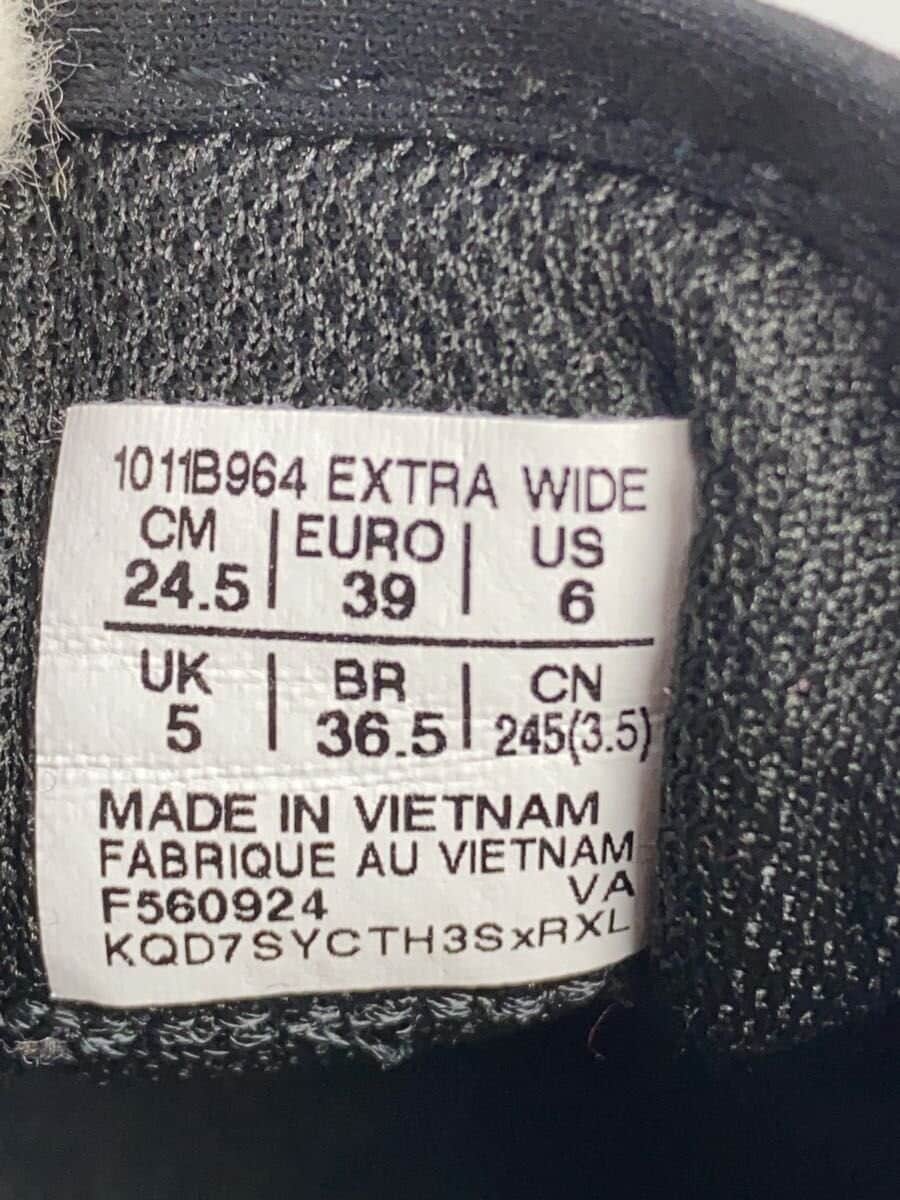 1011B964 EXTRA WIDE
CM | EURO | US
24.5 | 39 | 6
UK | BR | CN
5 | 36.5 | 245(3.5)
MADE IN VIETNAM
FABRIQUE AU VIETNAM
F560924 VA
KQD7SYCTH3SxRXL